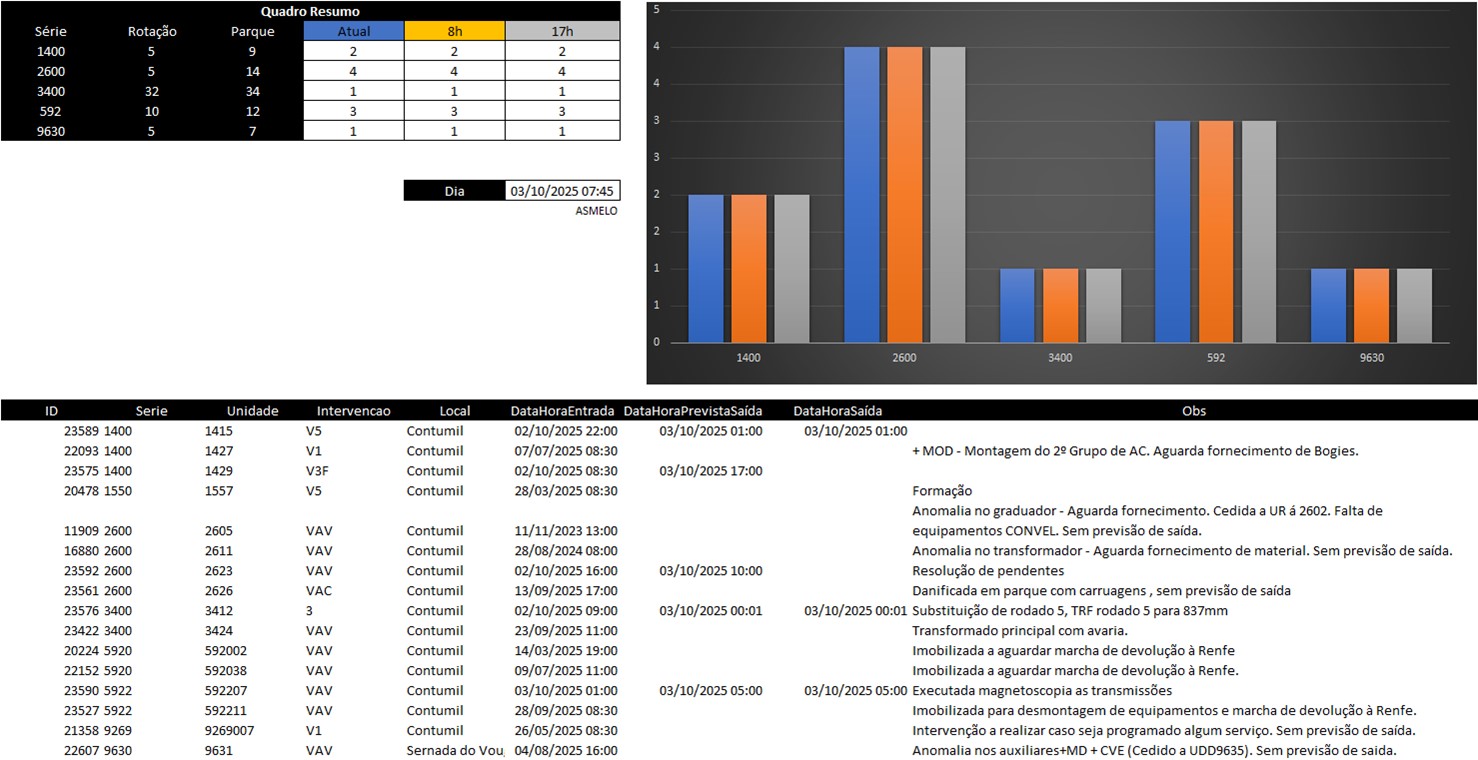 Quadro Resumo
Série Rotação Parque Atual 8h 17h
1400 5 9 2 2 2
2600 5 14 4 4 4
3400 32 34 1 1 1
592 10 12 3 3 3
9630 5 7 1 1 1
Dia 03/10/2025 07:45
ASMELO
5
4
4
3
3
2
2
1
1
0
1400 2600 3400 592 9630
ID Serie Unidade Intervencao Local DataHoraEntrada DataHoraPrevistaSaída DataHoraSaída Obs
23589 1400 1415 V5 Contumil 02/10/2025 22:00 03/10/2025 01:00 03/10/2025 01:00
22093 1400 1427 V1 Contumil 07/07/2025 08:30 + MOD - Montagem do 2º Grupo de AC. Aguarda fornecimento de Bogies.
23575 1400 1429 V3F Contumil 02/10/2025 08:30 03/10/2025 17:00
20478 1550 1557 V5 Contumil 28/03/2025 08:30 Formação
Anomalia no graduador - Aguarda fornecimento. Cedida a UR á 2602. Falta de
11909 2600 2605 VAV Contumil 11/11/2023 13:00 equipamentos CONVEL. Sem previsão de saída.
16880 2600 2611 VAV Contumil 28/08/2024 08:00 Anomalia no transformador - Aguarda fornecimento de material. Sem previsão de saída.
23592 2600 2623 VAV Contumil 02/10/2025 16:00 03/10/2025 10:00 Resolução de pendentes
23561 2600 2626 VAC Contumil 13/09/2025 17:00 Danificada em parque com carruagens , sem previsão de saída
23576 3400 3412 3 Contumil 02/10/2025 09:00 03/10/2025 00:01 03/10/2025 00:01 Substituição de rodado 5, TRF rodado 5 para 837mm
23422 3400 3424 VAV Contumil 23/09/2025 11:00 Transformado principal com avaria.
20224 5920 592002 VAV Contumil 14/03/2025 19:00 Imobilizada a aguardar marcha de devolução à Renfe
22152 5920 592038 VAV Contumil 09/07/2025 11:00 Imobilizada a aguardar marcha de devolução à Renfe.
23590 5922 592207 VAV Contumil 03/10/2025 01:00 03/10/2025 05:00 03/10/2025 05:00 Executada magnetoscopia as transmissões
23527 5922 592211 VAV Contumil 28/09/2025 08:30 Imobilizada para desmontagem de equipamentos e marcha de devolução à Renfe.
21358 9269 9269007 V1 Contumil 26/05/2025 08:30 Intervenção a realizar caso seja programado algum serviço. Sem previsão de saída.
22607 9630 9631 VAV Sernada do Vou 04/08/2025 16:00 Anomalia nos auxiliares+MD + CVE (Cedido a UDD9635). Sem previsão de saida.